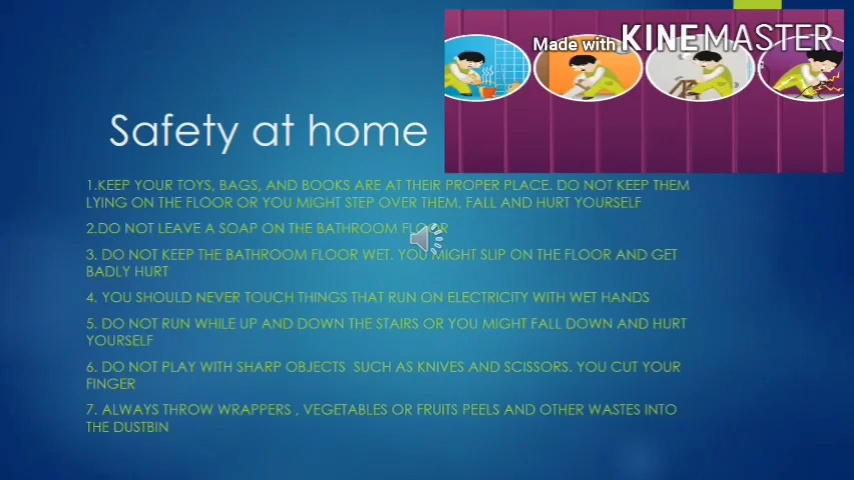 Made with KINEMASTER
Safety at home
1.KEEP YOUR TOYS, BAGS, AND BOOKS ARE AT THEIR PROPER PLACE. DO NOT KEEP THEM
LYING ON THE FLOOR OR YOU MIGHT STEP OVER THEM, FALL AND HURT YOURSELF
2.DO NOT LEAVE A SOAP ON THE BATHROOM FLOOR
3. DO NOT KEEP THE BATHROOM FLOOR WET. YOU MIGHT SLIP ON THE FLOOR AND GET
BADLY HURT
4. YOU SHOULD NEVER TOUCH THINGS THAT RUN ON ELECTRICITY WITH WET HANDS
5. DO NOT RUN WHILE UP AND DOWN THE STAIRS OR YOU MIGHT FALL DOWN AND HURT
YOURSELF
6. DO NOT PLAY WITH SHARP OBJECTS  SUCH AS KNIVES AND SCISSORS. YOU CUT YOUR
FINGER
7. ALWAYS THROW WRAPPERS , VEGETABLES OR FRUITS PEELS AND OTHER WASTES INTO
THE DUSTBIN